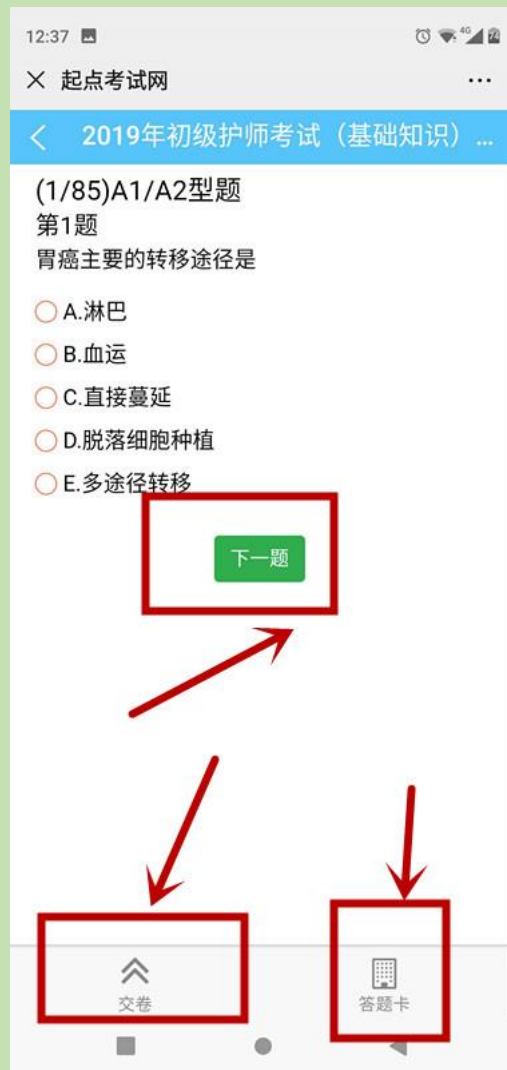 12:37
4G
74
起点考试网
2019年初级护师考试（基础知识）...
(1/85)A1/A2型题
第1题
胃癌主要的转移途径是
A.淋巴
B.血运
C.直接蔓延
D.脱落细胞种植
E.多途径转移
下一题
交卷
答题卡